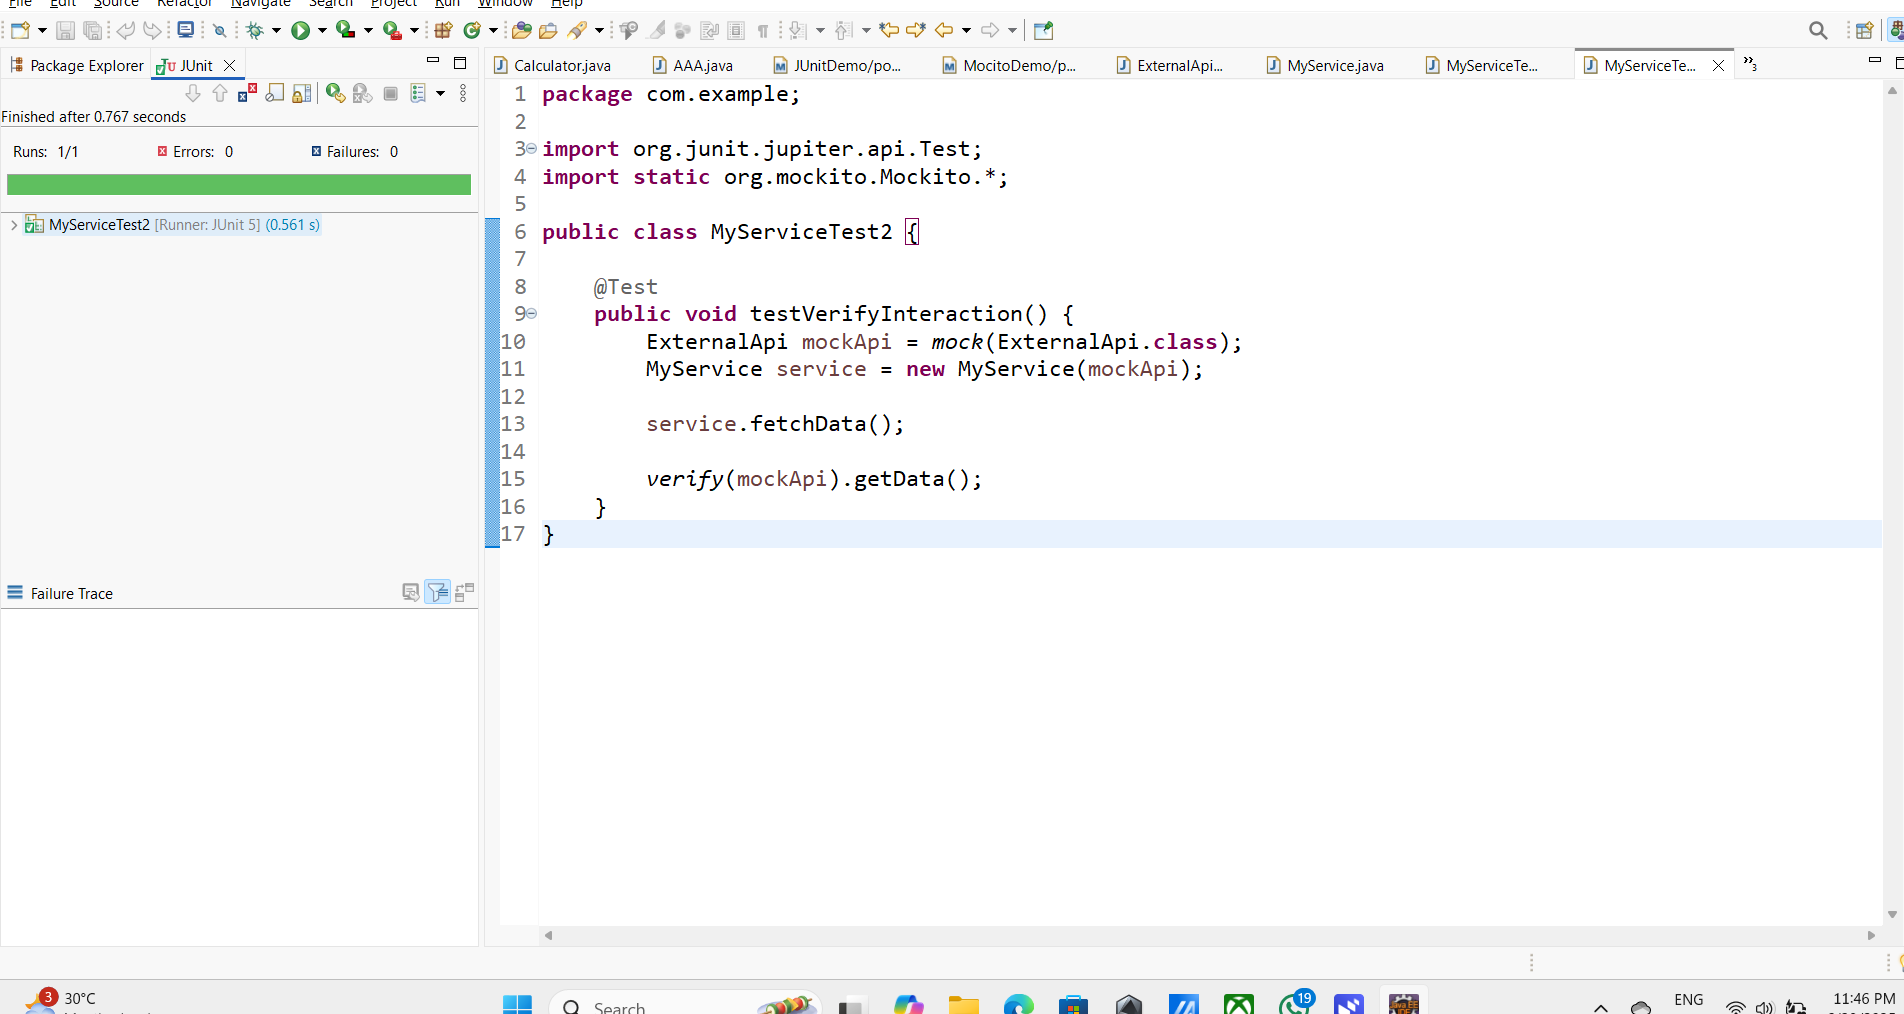 File Edit Source Refactor Navigate Search Project Run Window Help
Package Explorer JUnit
Calculator.java AAA.java JUnitDemo/po... MocitoDemo/p... ExternalApi... MyService.java MyServiceTe... MyServiceTe... 3
Finished after 0.767 seconds
Runs: 1/1 Errors: 0 Failures: 0
MyServiceTest2 [Runner: JUnit 5] (0.561 s)
Failure Trace
1 package com.example;
2
3 import org.junit.jupiter.api.Test;
4 import static org.mockito.Mockito.*;
5
6 public class MyServiceTest2 {
7
8 @Test
9 public void testVerifyInteraction() {
10 ExternalApi mockApi = mock(ExternalApi.class);
11 MyService service = new MyService(mockApi);
12
13 service.fetchData();
14
15 verify(mockApi).getData();
16 }
17 }
3 30°C
Search
19
ENG
11:46 PM